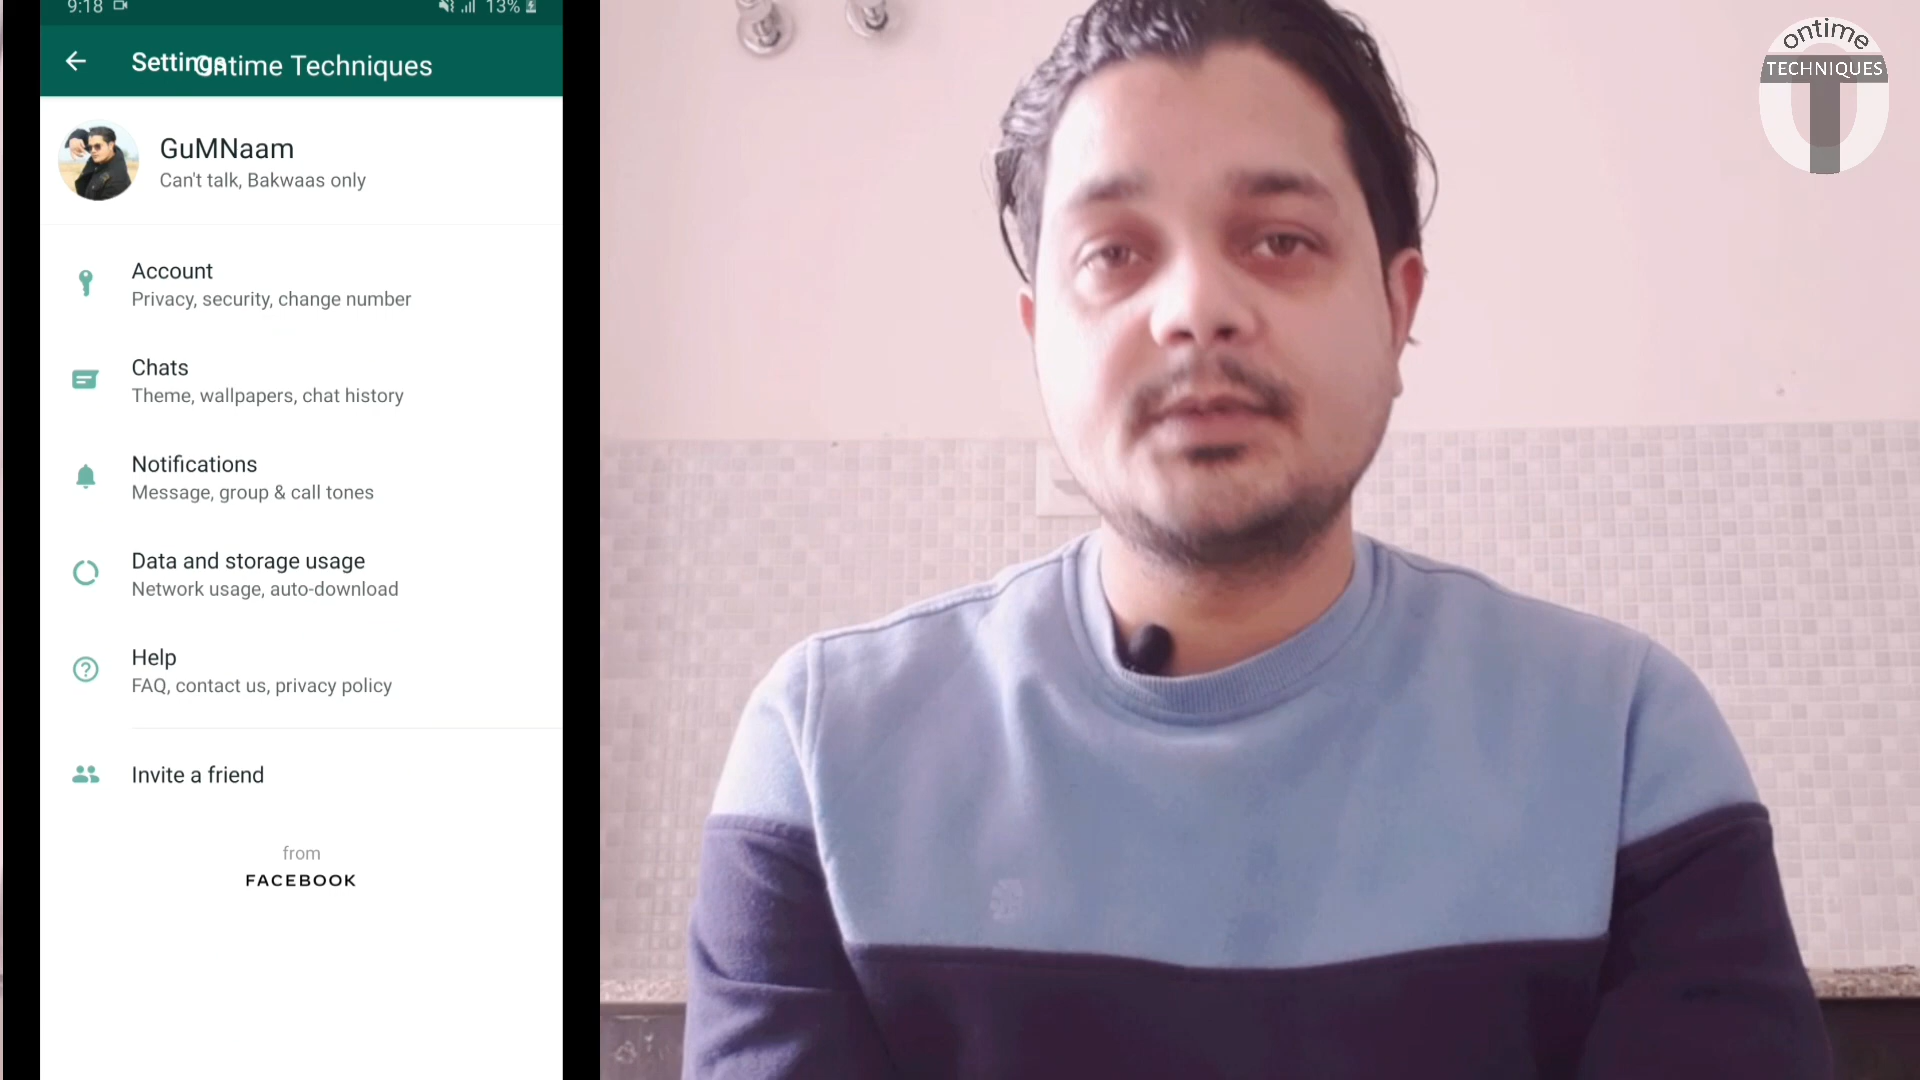 9:18
13%
Settings
Ontime Techniques
GuMNaam
Can't talk, Bakwaas only
Account
Privacy, security, change number
Chats
Theme, wallpapers, chat history
Notifications
Message, group & call tones
Data and storage usage
Network usage, auto-download
Help
FAQ, contact us, privacy policy
Invite a friend
from
FACEBOOK
ontime
TECHNIQUES